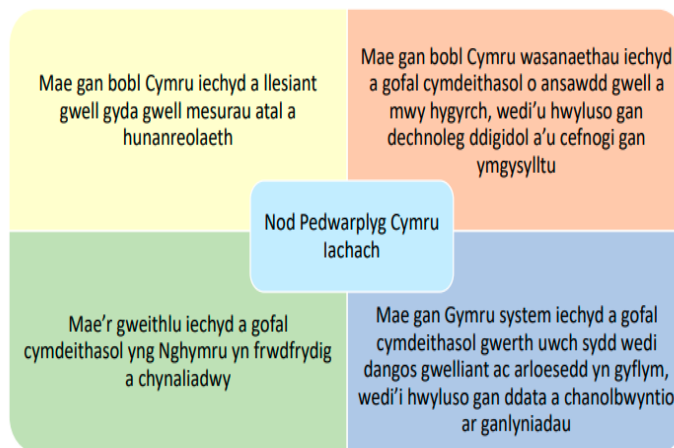 Mae gan bobl Cymru iechyd a llesiant
gwell gyda gwell mesurau atal a
hunanreolaeth
Mae gan bobl Cymru wasanaethau iechyd
a gofal cymdeithasol o ansawdd gwell a
mwy hygyrch, wedi'u hwyluso gan
dechnoleg ddigidol a'u cefnogi gan
ymgysylltu
Nod Pedwarplyg Cymru
Iachach
Mae'r gweithlu iechyd a gofal
cymdeithasol yng Nghymru yn frwdfrydig
a chynaliadwy
Mae gan Gymru system iechyd a gofal
cymdeithasol gwerth uwch sydd wedi
dangos gwelliant ac arloesedd yn gyflym,
wedi'i hwyluso gan ddata a chanolbwyntio
ar ganlyniadau